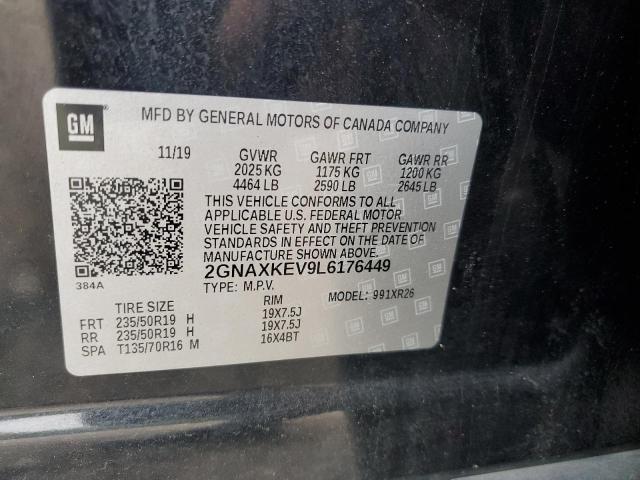 GM
MFD BY GENERAL MOTORS OF CANADA COMPANY
11/19 GVWR GAWR FRT GAWR RR
2025 KG 1175 KG 1200 KG
4464 LB 2590 LB 2645 LB
THIS VEHICLE CONFORMS TO ALL
APPLICABLE U.S. FEDERAL MOTOR
VEHICLE SAFETY AND THEFT PREVENTION
STANDARDS IN EFFECT ON THE DATE OF
MANUFACTURE SHOWN ABOVE.
2GNAXKEV9L6176449
384A
TYPE: M.P.V. MODEL: 991XR26
TIRE SIZE RIM
FRT 235/50R19 H 19X7.5J
RR 235/50R19 H 19X7.5J
SPA T135/70R16 M 16X4BT